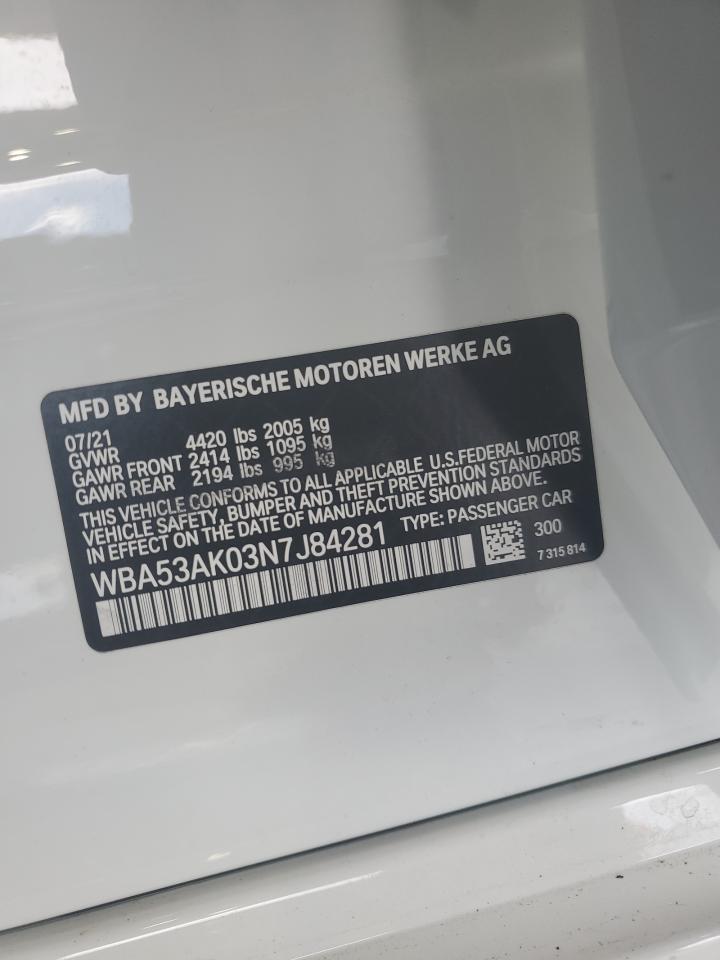 MFD BY BAYERISCHE MOTOREN WERKE AG
07/21
GVWR 4420 lbs 2005 kg
GAWR FRONT 2414 lbs 1095 kg
GAWR REAR 2194 lbs 995 kg
THIS VEHICLE CONFORMS TO ALL APPLICABLE U.S.FEDERAL MOTOR
VEHICLE SAFETY, BUMPER AND THEFT PREVENTION STANDARDS
IN EFFECT ON THE DATE OF MANUFACTURE SHOWN ABOVE.
WBA53AK03N7J84281 TYPE: PASSENGER CAR
300
7 315 814